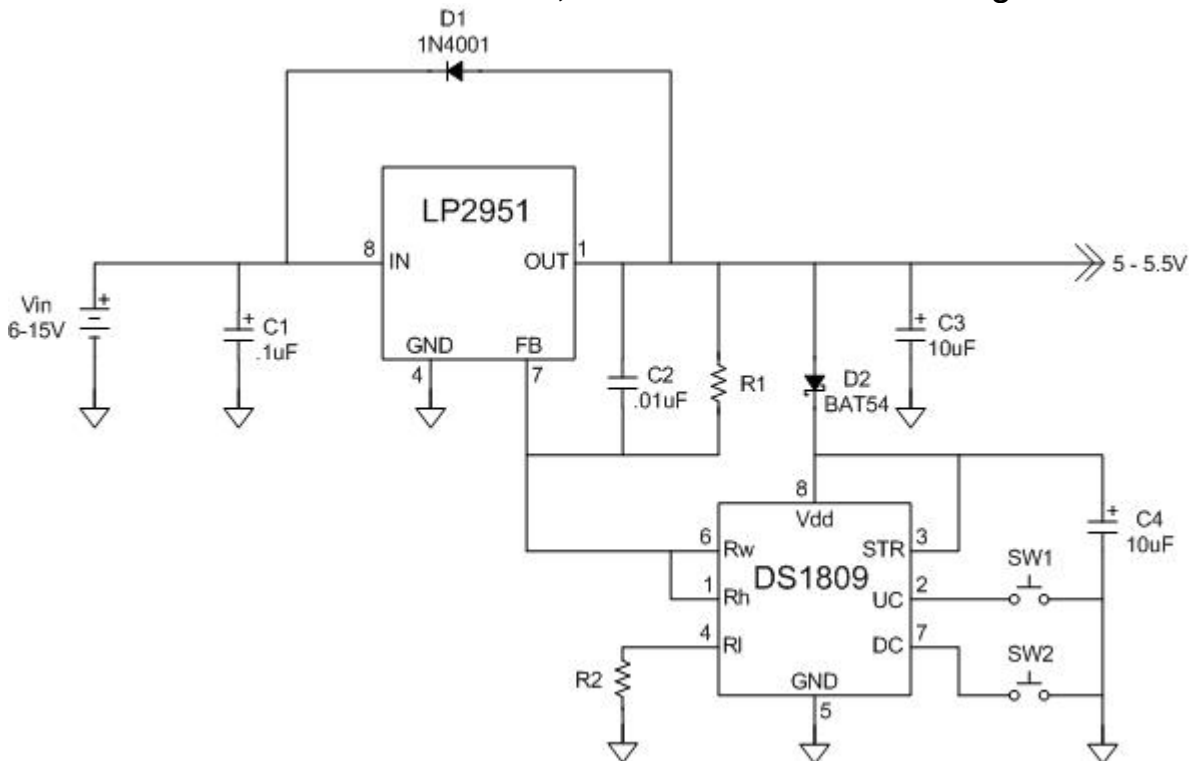 D1
1N4001
LP2951
8 IN
OUT 1
GND
4
FB
7
Vin
6-15V
+
C1
.1uF
+
C2
.01uF
R1
D2
BAT54
+
C3
10uF
5 - 5.5V
8
Vdd
6 Rw
STR 3
DS1809
1 Rh
UC 2
4 Rl
DC 7
GND
5
R2
SW1
SW2
+
C4
10uF